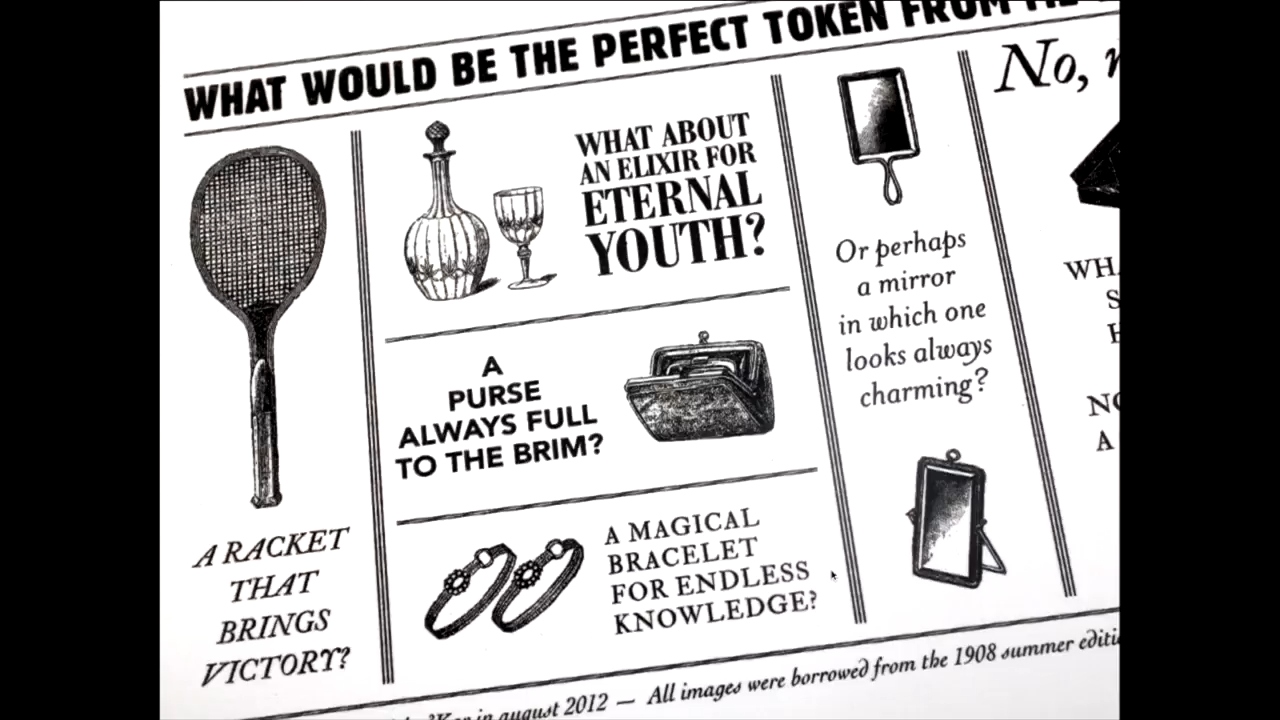 WHAT WOULD BE THE PERFECT TOKEN FROM
No,
WHAT ABOUT
AN ELIXIR FOR
ETERNAL
YOUTH?
Or perhaps
a mirror
in which one
looks always
charming?
A
PURSE
ALWAYS FULL
TO THE BRIM?
A MAGICAL
BRACELET
FOR ENDLESS
KNOWLEDGE?
A RACKET
THAT
BRINGS
VICTORY?
NO
A
in august 2012 — All images were borrowed from the 1908 summer